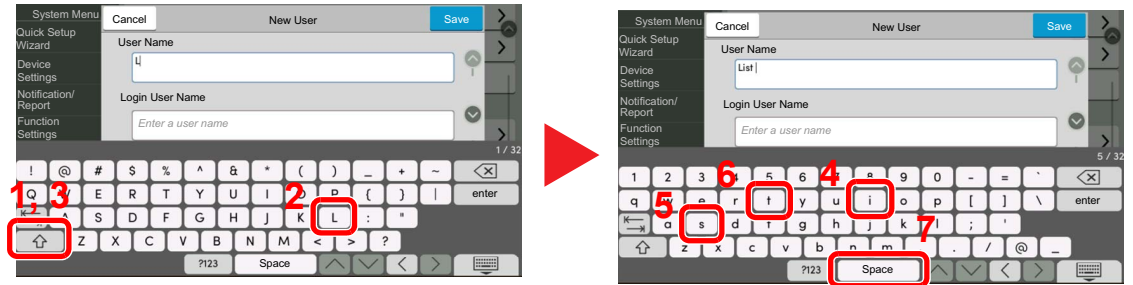 System Menu
Cancel
New User
Save
Quick Setup
Wizard
User Name
L
Device
Settings
Notification/
Report
Login User Name
Enter a user name
Function
Settings
1 / 32
! @ # $ % ^ & * ( ) _ + ~
Q E R T Y U I O P { } | enter
A S D F G H J K L : "
Z X C V B N M < > ?
?123 Space
1, 3
2
System Menu
Cancel
New User
Save
Quick Setup
Wizard
User Name
List
Device
Settings
Notification/
Report
Login User Name
Enter a user name
Function
Settings
5 / 32
1 2 3 4 5 6 7 8 9 0 - = `
q w e r t y u i o p [ ] \ enter
a s d f g h j k l ; '
z x c v b n m , . / @ _
?123 Space
6
4
5
7